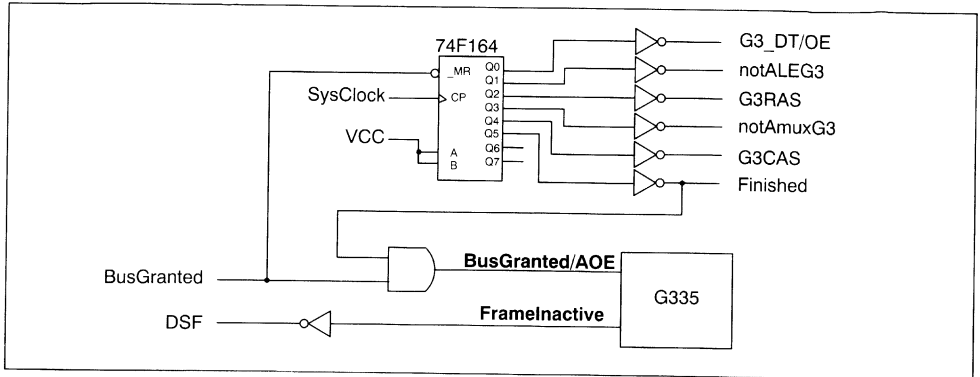 74F164
_MR
CP
A
B
Q0
Q1
Q2
Q3
Q4
Q5
Q6
Q7
SysClock
VCC
G3_DT/OE
notALEG3
G3RAS
notAmuxG3
G3CAS
Finished
BusGranted
BusGranted/AOE
FrameInactive
DSF
G335